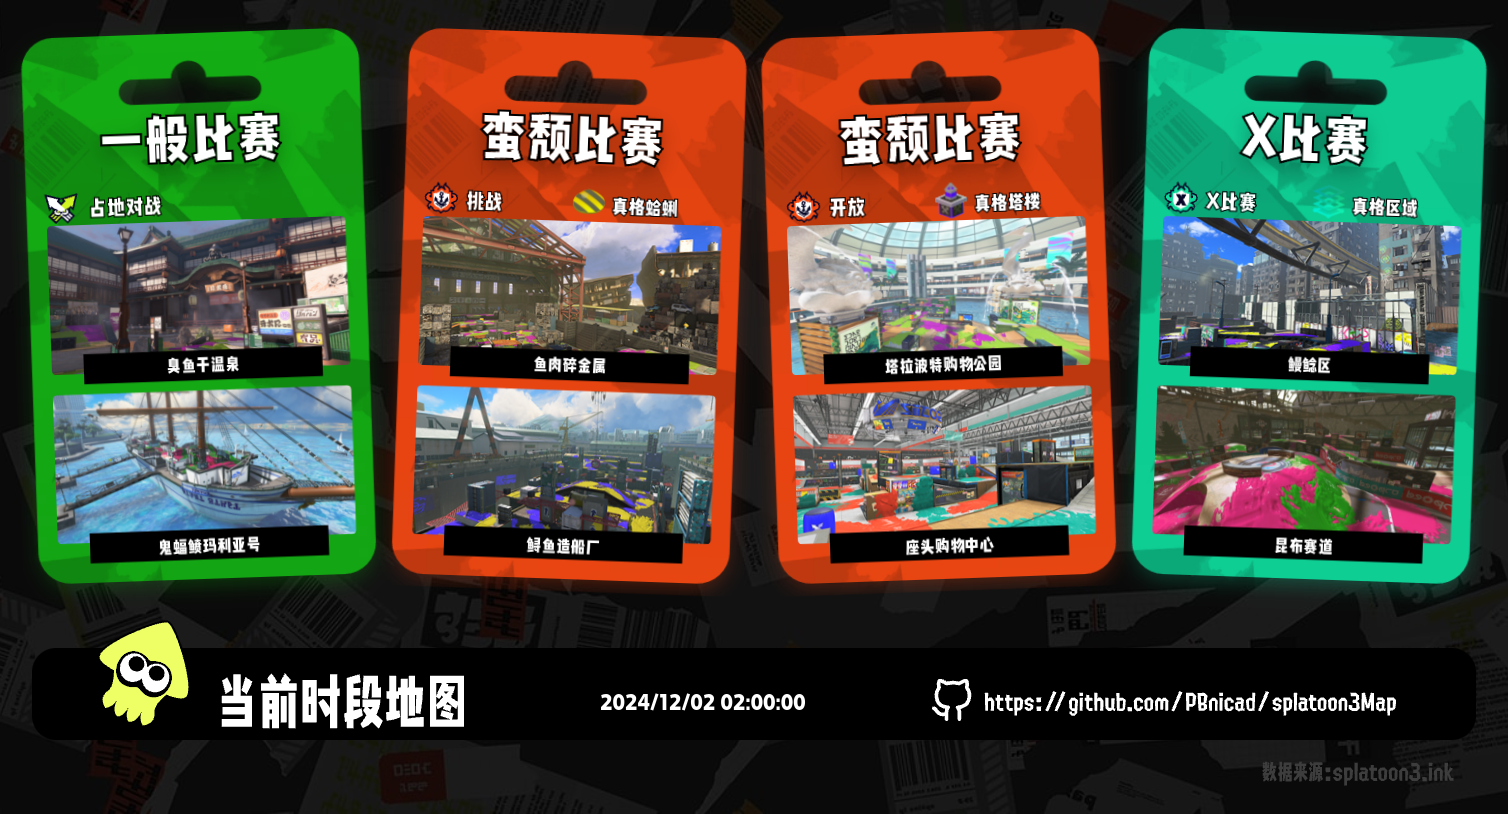 一般比赛
占地对战
臭鱼干温泉
鬼蝠鲼玛利亚号
蛮颓比赛
挑战
真格蛤蜊
鱼肉碎金属
鲟鱼造船厂
蛮颓比赛
开放
真格塔楼
塔拉波特购物公园
座头购物中心
X比赛
X比赛
真格区域
鳗鲶区
昆布赛道
当前时段地图
2024/12/02 02:00:00
https://github.com/PBnicad/splatoon3Map
数据来源:splatoon3.ink